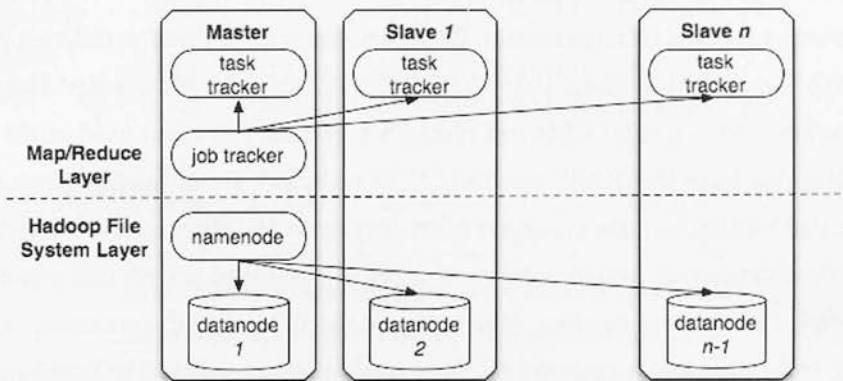 Master
Slave 1
Slave n
task
tracker
task
tracker
task
tracker
Map/Reduce
Layer
job tracker
Hadoop File
System Layer
namenode
datanode
1
datanode
2
datanode
n-1